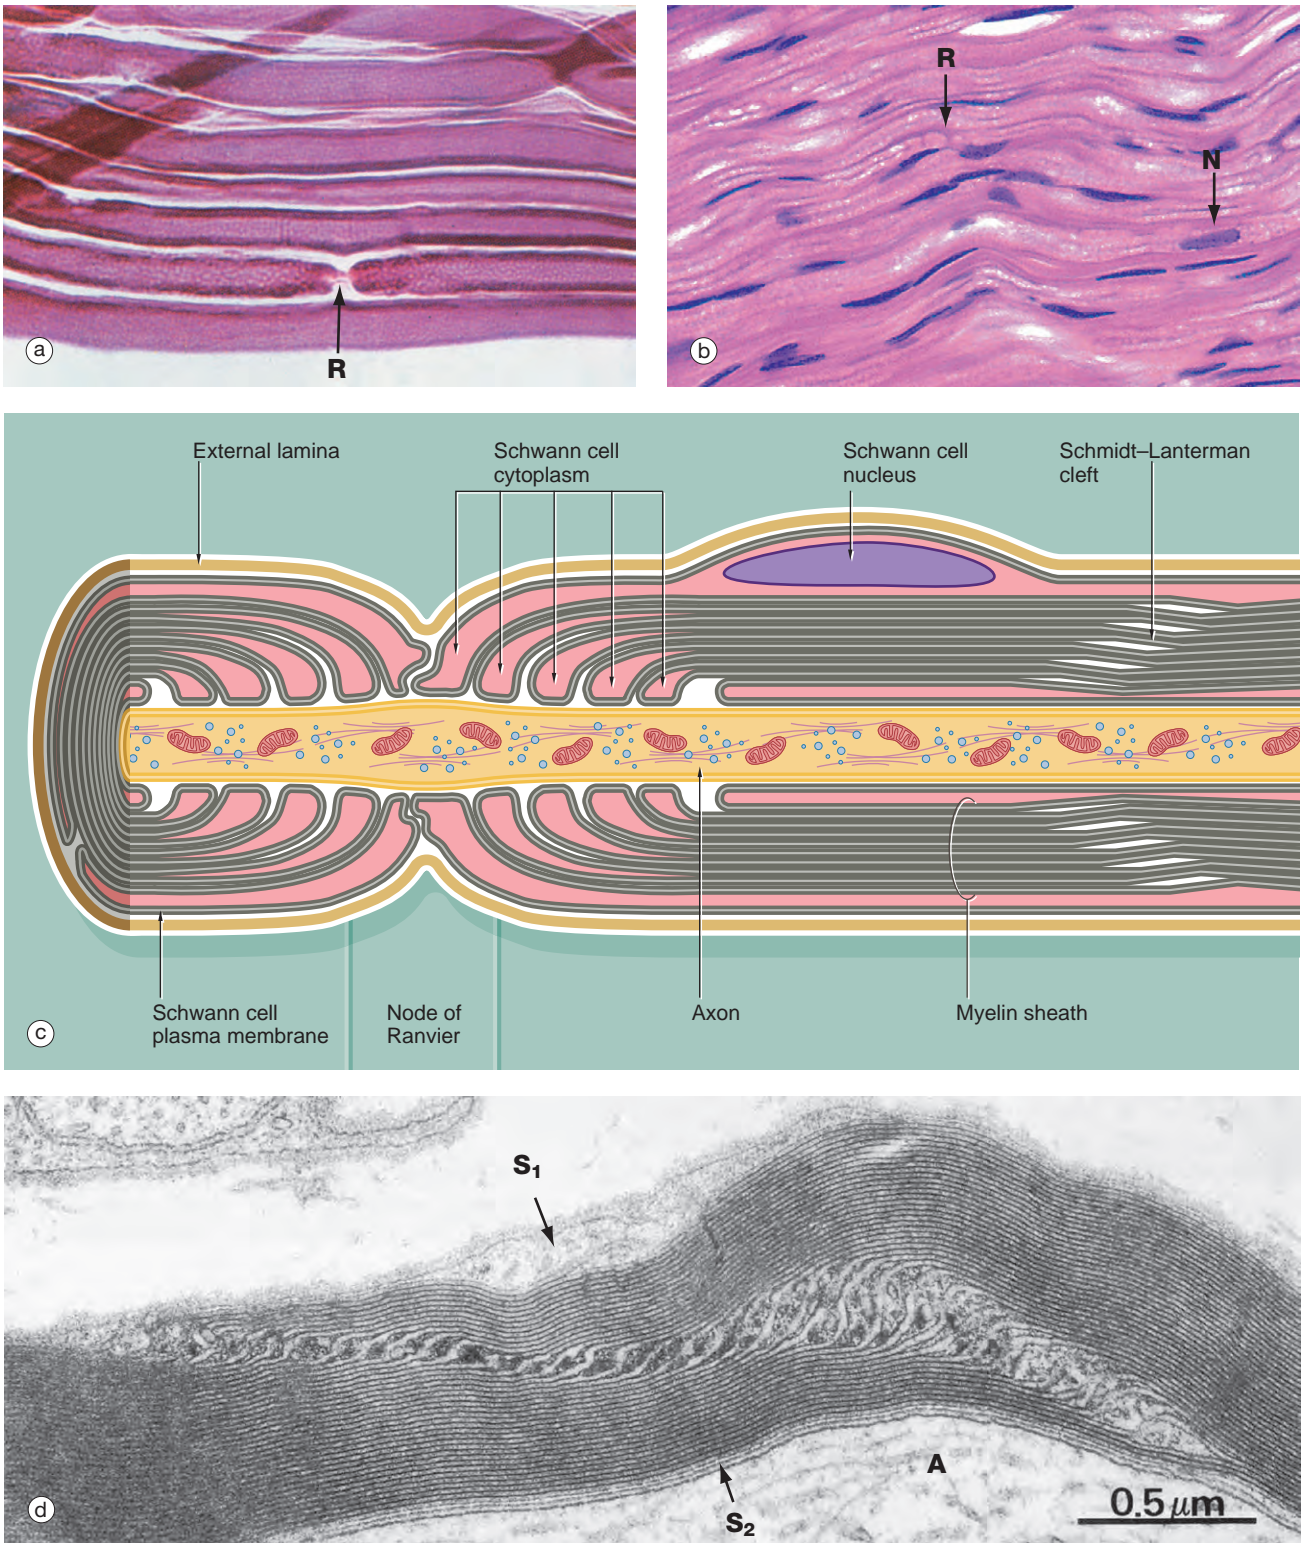 R
a
R
N
b
External lamina
Schwann cell
cytoplasm
Schwann cell
nucleus
Schmidt–Lanterman
cleft
Schwann cell
plasma membrane
Node of
Ranvier
Axon
Myelin sheath
c
S1
S2
A
0.5 μm
d